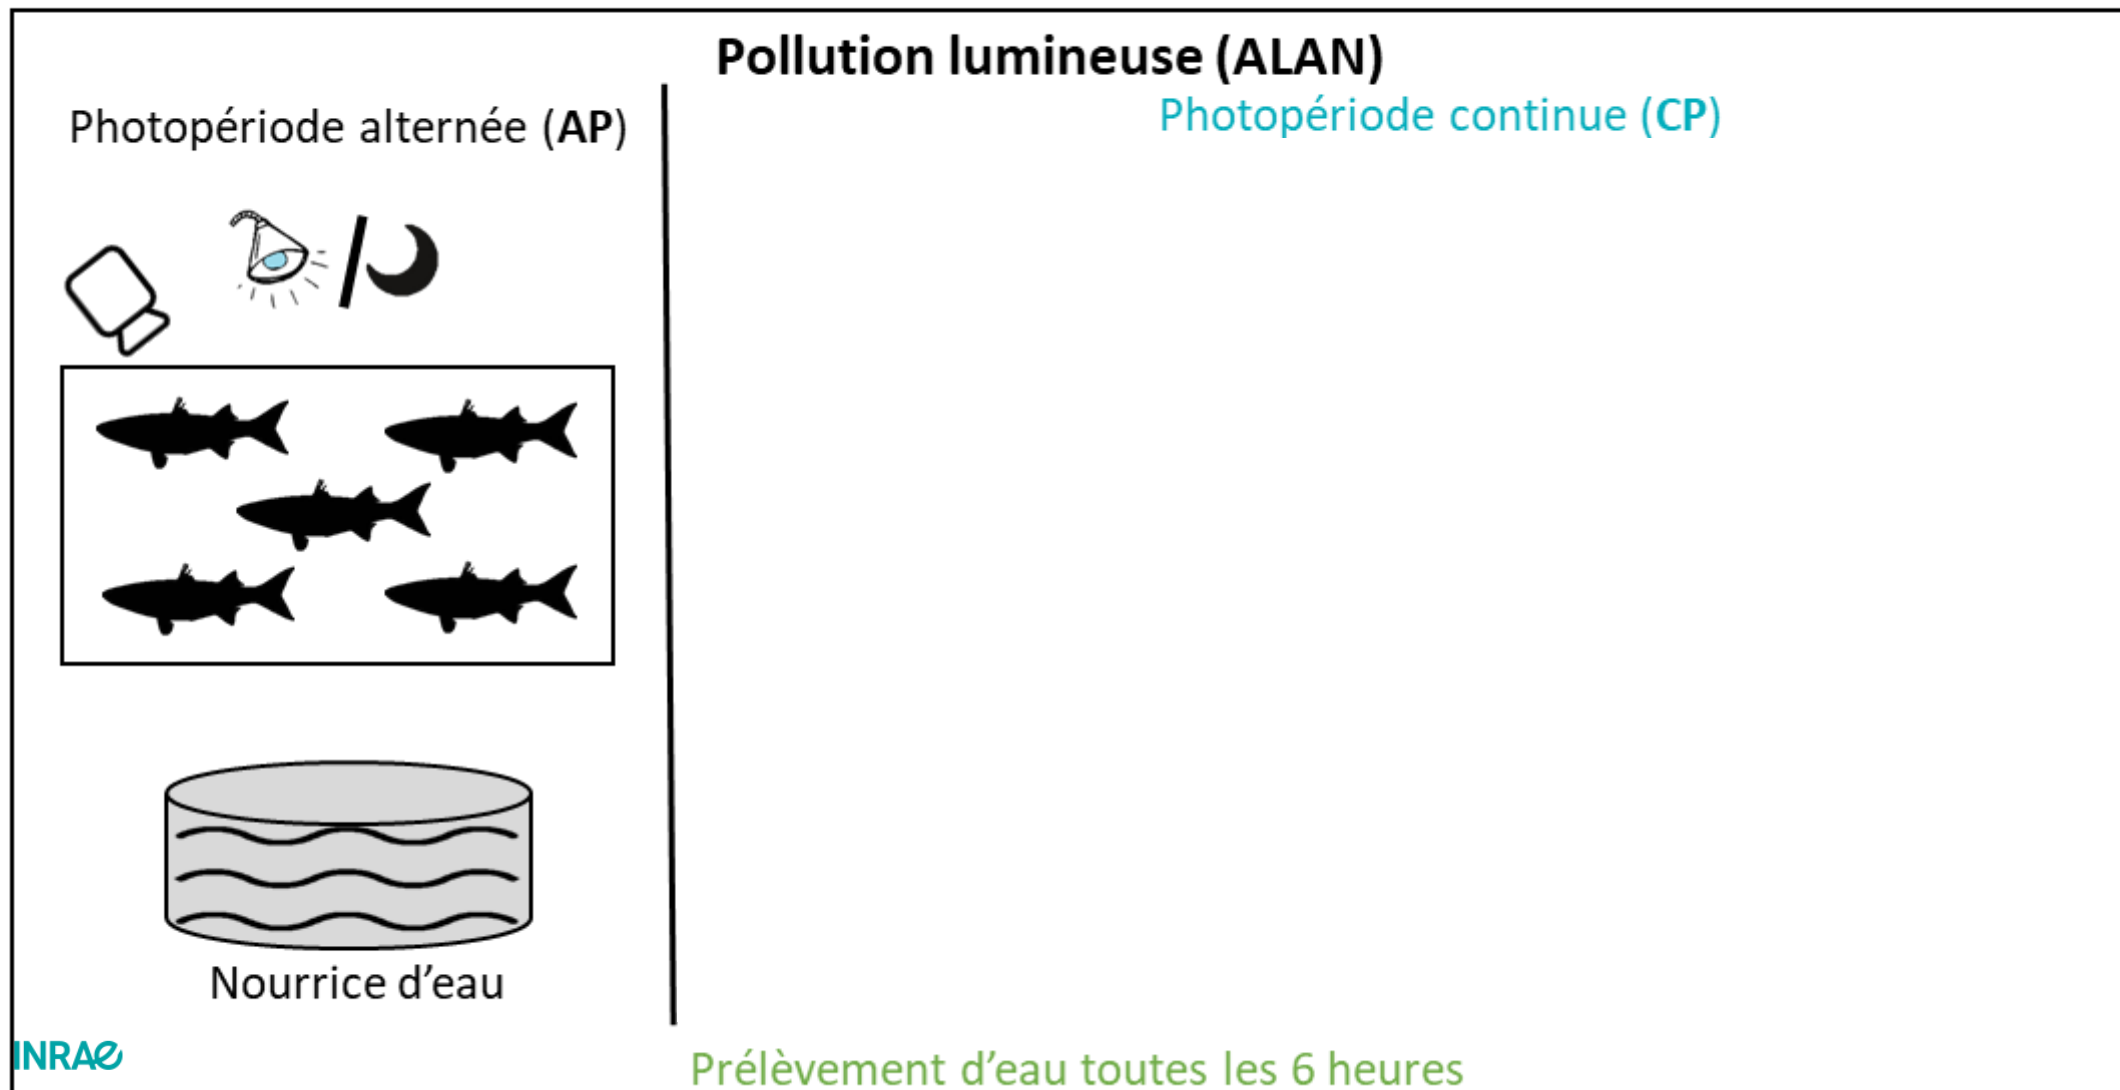 Pollution lumineuse (ALAN)
Photopériode alternée (AP)
Photopériode continue (CP)
Nourrice d'eau
INRAE
Prélèvement d'eau toutes les 6 heures